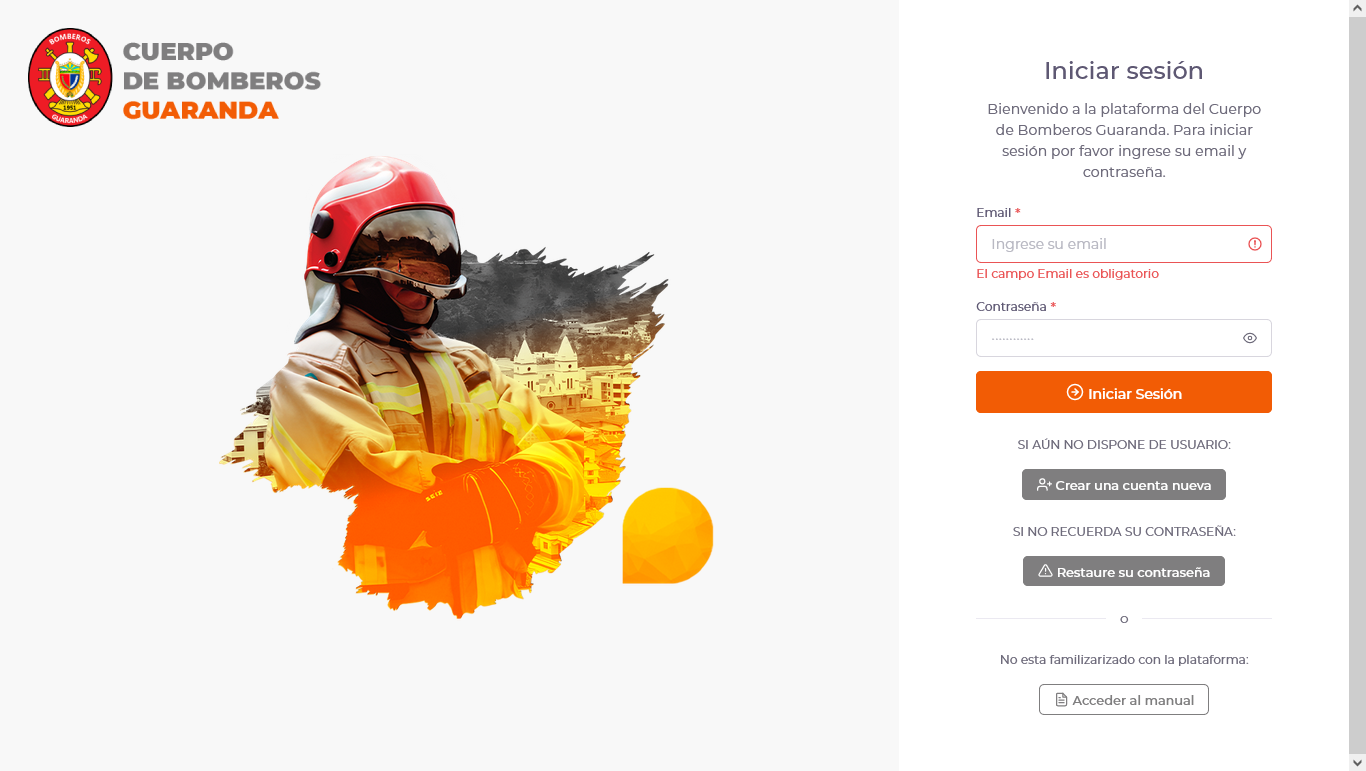 BOMBEROS
1951
GUARANDA
CUERPO
DE BOMBEROS
GUARANDA
SEIZ
Iniciar sesión
Bienvenido a la plataforma del Cuerpo
de Bomberos Guaranda. Para iniciar
sesión por favor ingrese su email y
contraseña.
Email *
Ingrese su email
El campo Email es obligatorio
Contraseña *
············
Iniciar Sesión
SI AÚN NO DISPONE DE USUARIO:
Crear una cuenta nueva
SI NO RECUERDA SU CONTRASEÑA:
Restaure su contraseña
o
No esta familizarizado con la plataforma:
Acceder al manual